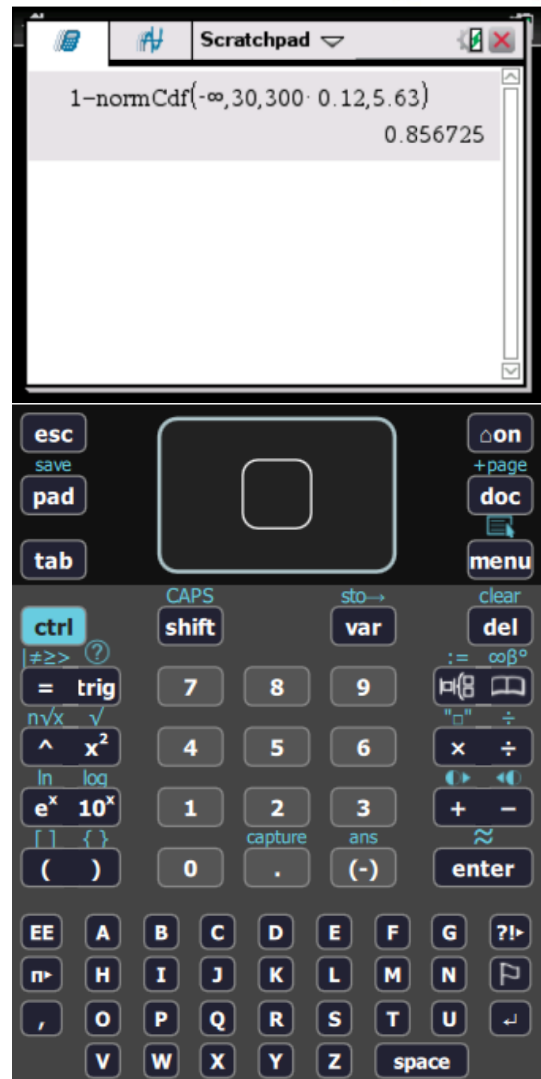 Scratchpad
1-normCdf(-∞,30,300·0.12,5.63)
0.856725
esc
⌂on
save
+page
pad
doc
tab
menu
CAPS
sto→
clear
ctrl
shift
var
del
|≠≥> ?
:= ∞β°
= trig 7 8 9
n√x √
"□" ÷
^ x² 4 5 6 × ÷
ln log
eˣ 10ˣ 1 2 3 + −
[ ] { }
capture
ans
≈
( ) 0 . (-) enter
EE A B C D E F G ?!▸
π▸ H I J K L M N
, O P Q R S T U ↵
V W X Y Z space